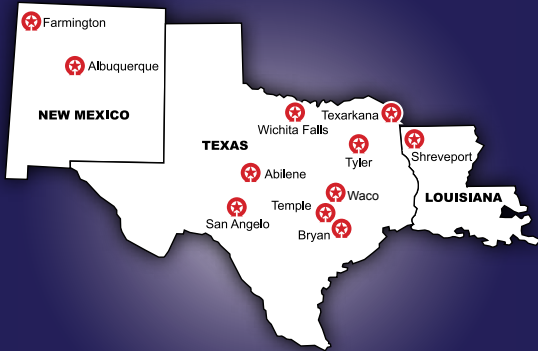 Farmington
Albuquerque
NEW MEXICO
Texarkana
Wichita Falls
TEXAS
Tyler
Shreveport
Abilene
Waco
LOUISIANA
Temple
San Angelo
Bryan